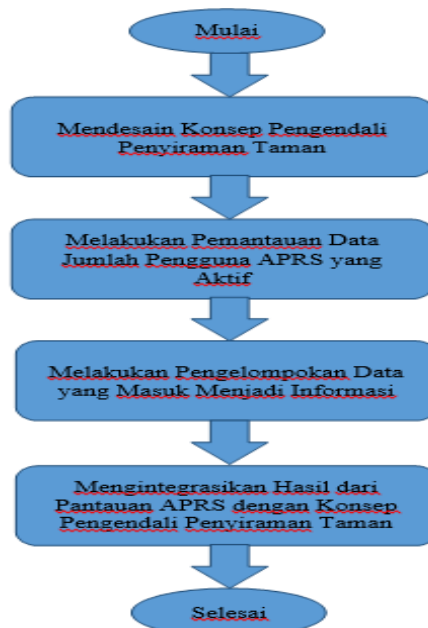 Mulai
Mendesain Konsep Pengendali
Penyiraman Taman
Melakukan Pemantauan Data
Jumlah Pengguna APRS yang
Aktif
Melakukan Pengelompokan Data
yang Masuk Menjadi Informasi
Mengintegrasikan Hasil dari
Pantauan APRS dengan Konsep
Pengendali Penyiraman Taman
Selesai